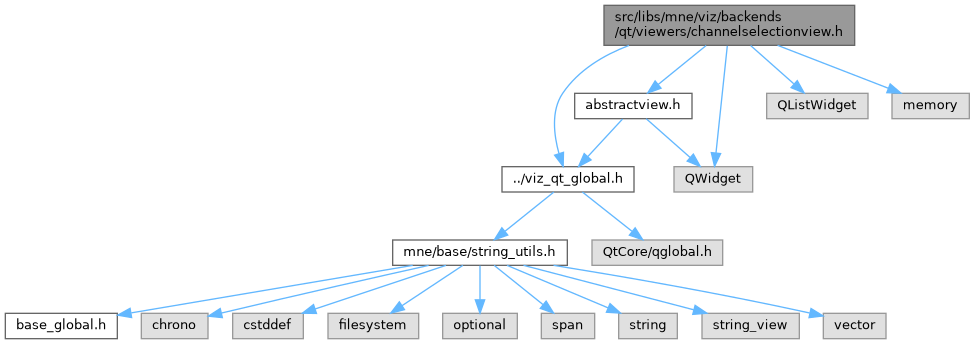 src/libs/mne/viz/backends
/qt/viewers/channelselectionview.h
abstractview.h
QListWidget
memory
../viz_qt_global.h
QWidget
mne/base/string_utils.h
QtCore/qglobal.h
base_global.h
chrono
cstddef
filesystem
optional
span
string
string_view
vector